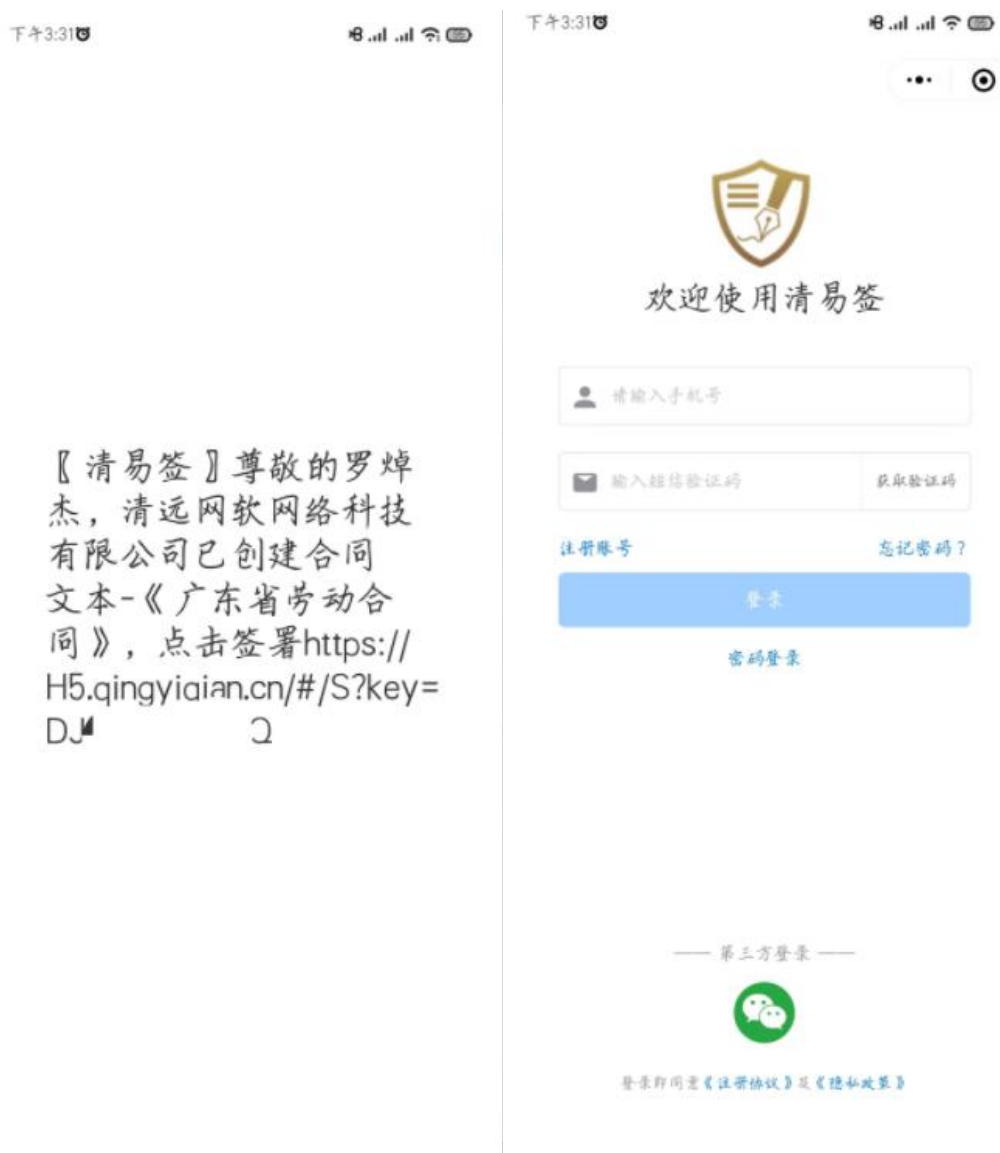 下午3:31
〖清易签〗尊敬的罗焯
杰，清远网软网络科技
有限公司已创建合同
文本-《广东省劳动合
同》，点击签署https://
H5.qingyiqian.cn/#/S?key=
DJ
下午3:31
欢迎使用清易签
请输入手机号
输入短信验证码 获取验证码
注册账号 忘记密码？
登录
密码登录
第三方登录
登录即同意《注册协议》及《隐私政策》